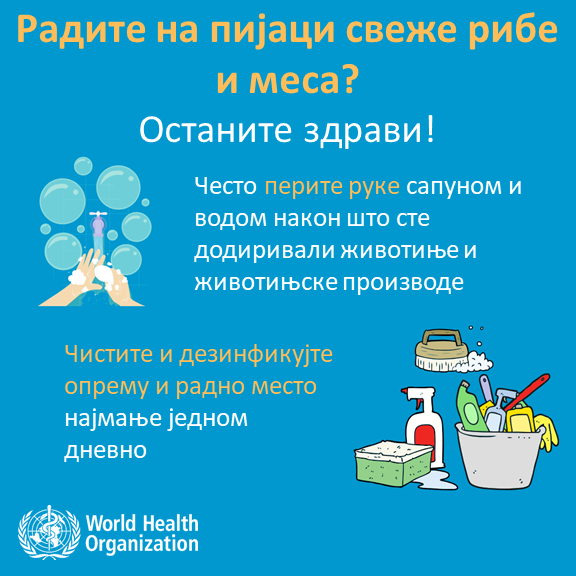 Радите на пијаци свеже рибе
и меса?
Останите здрави!
Често перите руке сапуном и
водом након што сте
додиривали животиње и
животињске производе
Чистите и дезинфикујте
опрему и радно место
најмање једном
дневно
World Health
Organization